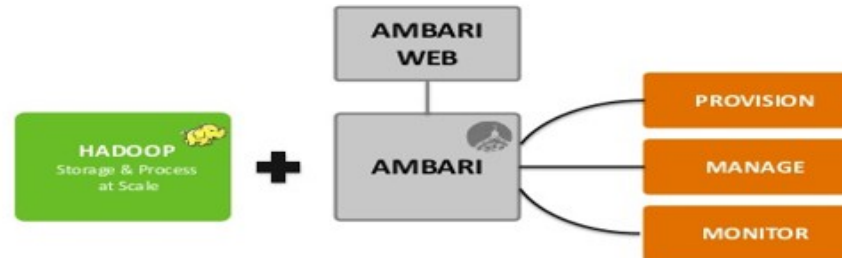 AMBARI
WEB
HADOOP
Storage & Process
at Scale
AMBARI
PROVISION
MANAGE
MONITOR